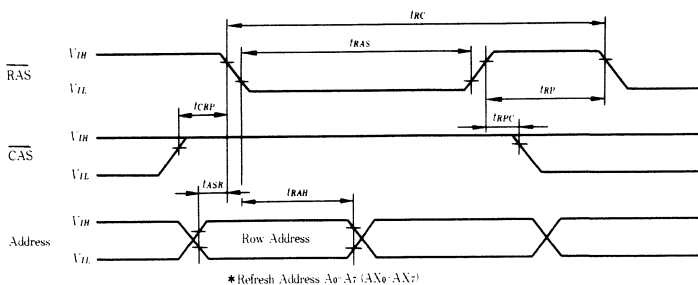 tRC
tRAS
RAS
VIH
VIL
tCRP
tRP
tRPC
CAS
VIH
VIL
tASR
tRAH
Address
VIH
VIL
Row Address
* Refresh Address A0-A7 (AX0-AX7)